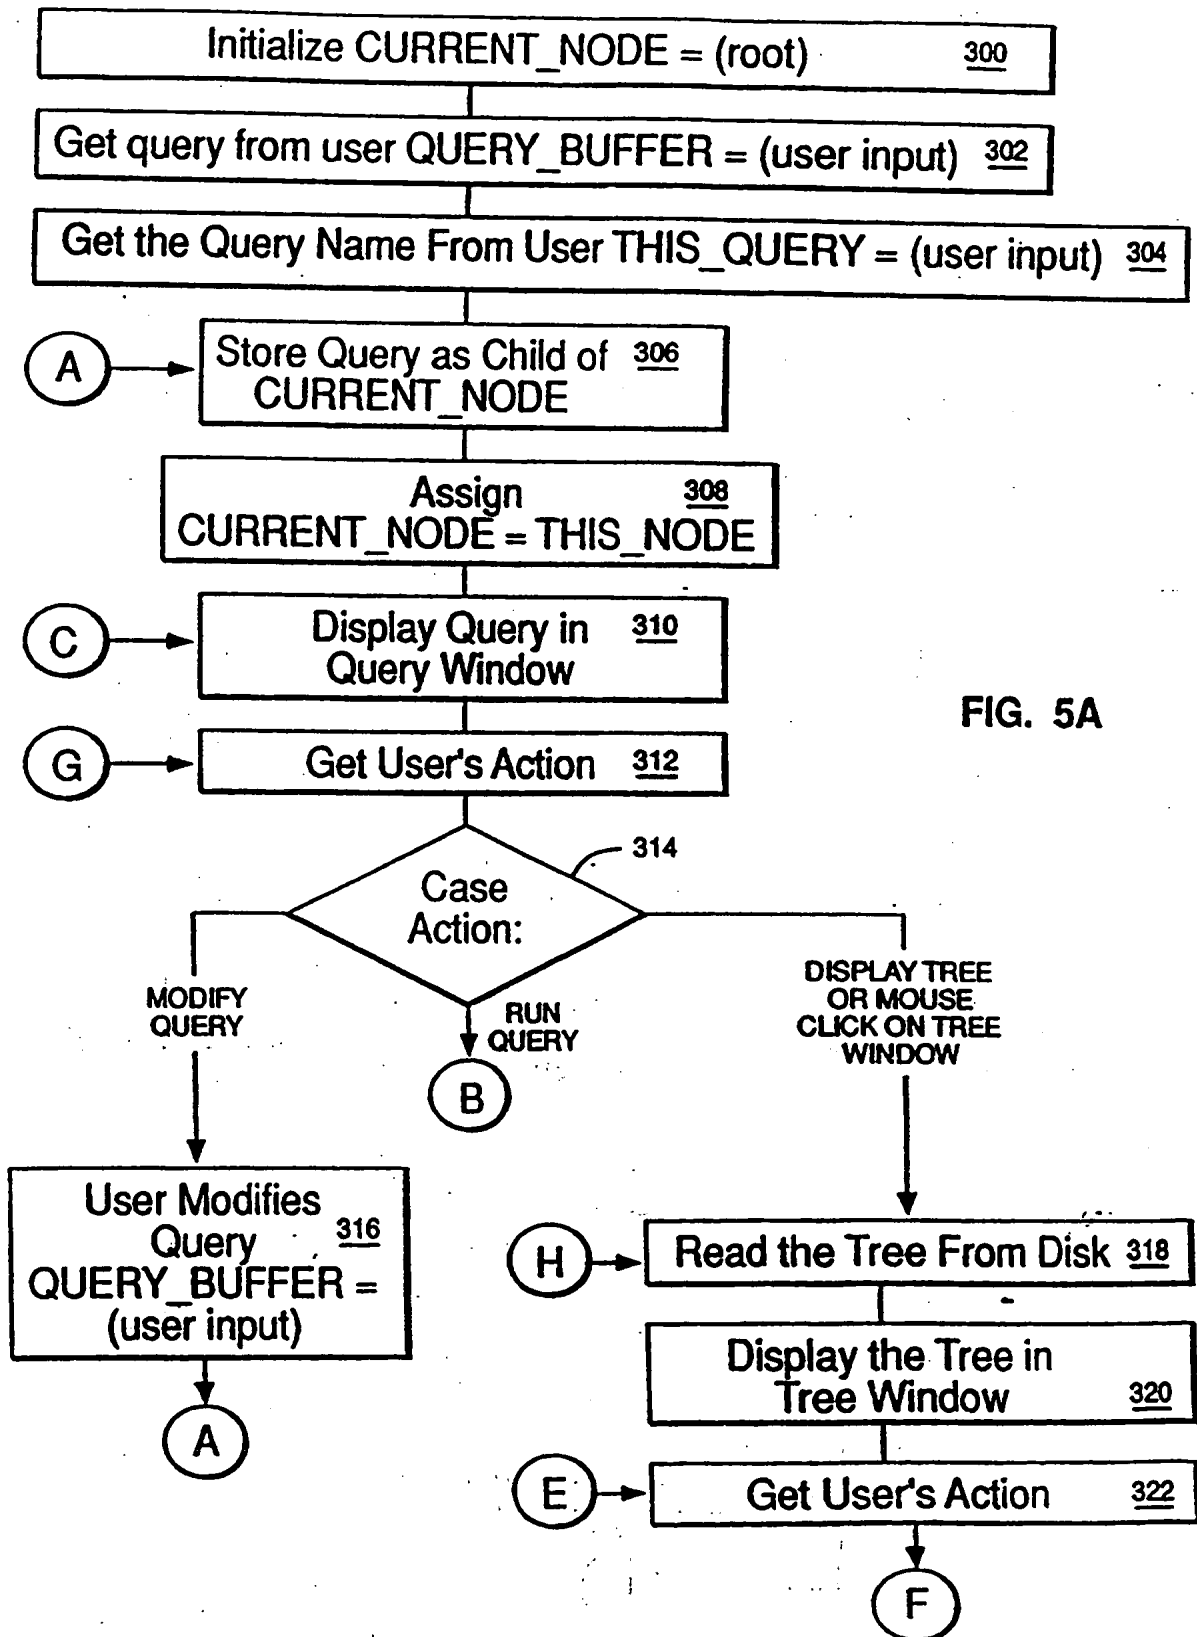 Initialize CURRENT_NODE = (root) 300
Get query from user QUERY_BUFFER = (user input) 302
Get the Query Name From User THIS_QUERY = (user input) 304
A
Store Query as Child of 306
CURRENT_NODE
Assign 308
CURRENT_NODE = THIS_NODE
C
Display Query in 310
Query Window
FIG. 5A
G
Get User's Action 312
314
Case
Action:
MODIFY
QUERY
RUN
QUERY
DISPLAY TREE
OR MOUSE
CLICK ON TREE
WINDOW
B
User Modifies
Query 316
QUERY_BUFFER =
(user input)
A
H
Read the Tree From Disk 318
Display the Tree in
Tree Window 320
E
Get User's Action 322
F